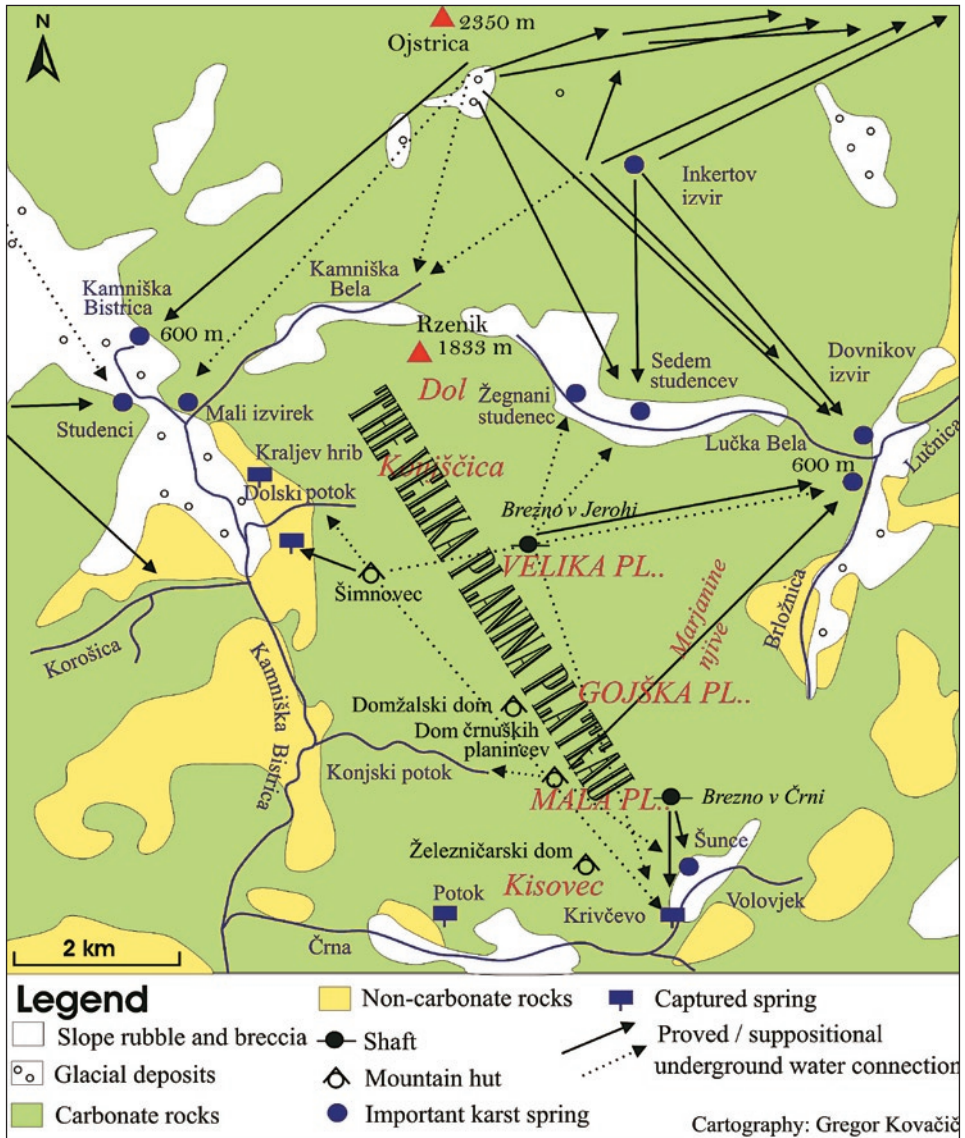 N
2350 m
Ojstrica
Inkertov
izvir
Kamniška
Bela
Kamniška
Bistrica
600 m
Rzenik
1833 m
Dol
Sedem
studencev
Dovnikov
izvir
Žegnani
studenec
Studenci
Mali izvirek
Lučka Bela
Lučnica
600 m
Kraljev hrib
Konjščica
Dolski potok
THE VELIKA PLANINA PLATEAU
Brezno v Jerohi
VELIKA PL..
Šimnovec
Marjanine
njive
Brložnica
Korošica
Kamniška Bistrica
GOJŠKA PL..
Domžalski dom
Dom črnuških
planincev
Konjski potok
MALA PL..
Brezno v Črni
Šunce
Železničarski dom
Kisovec
Volovjek
Potok
Krivčevo
Črna
2 km
Legend
Slope rubble and breccia
Glacial deposits
Carbonate rocks
Non-carbonate rocks
Shaft
Mountain hut
Important karst spring
Captured spring
Proved / suppositional
underground water connection
Cartography: Gregor Kovačič